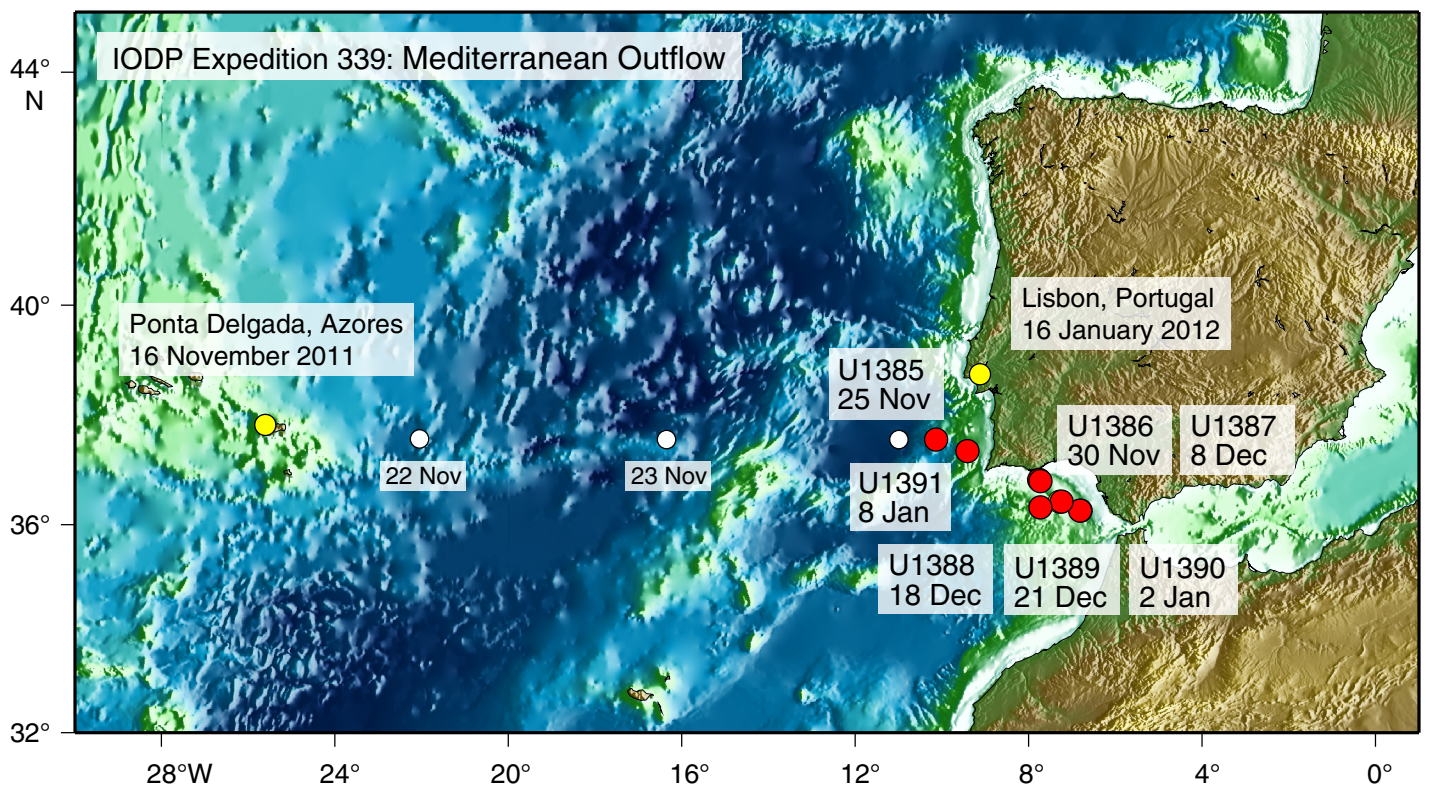 IODP Expedition 339: Mediterranean Outflow
44°
N
40°
36°
32°
Ponta Delgada, Azores
16 November 2011
Lisbon, Portugal
16 January 2012
U1385
25 Nov
U1386
30 Nov
U1387
8 Dec
22 Nov
23 Nov
U1391
8 Jan
U1388
18 Dec
U1389
21 Dec
U1390
2 Jan
28°W
24°
20°
16°
12°
8°
4°
0°